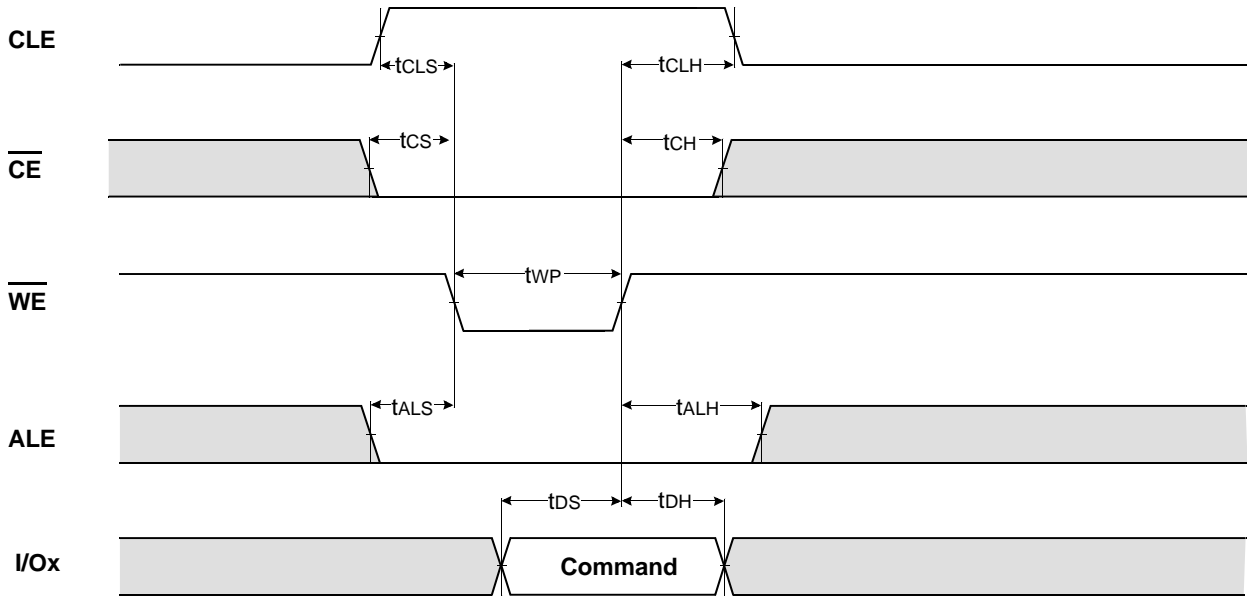 CLE
tCLS
tCLH
CE
tCS
tCH
WE
tWP
ALE
tALS
tALH
tDS
tDH
I/Ox
Command